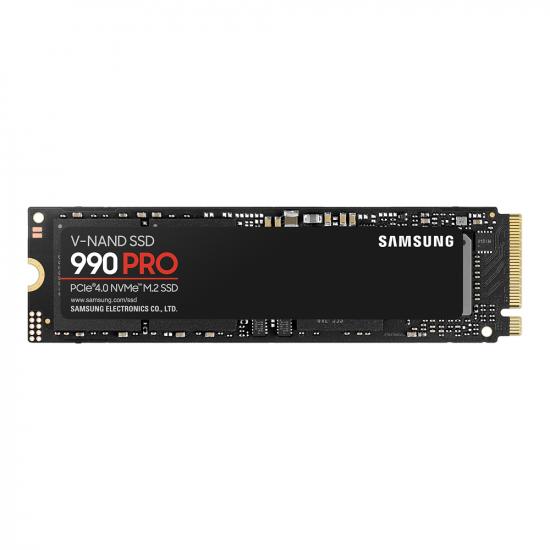 V-NAND SSD
990 PRO
PCIe®4.0 NVMe™ M.2 SSD
www.samsung.com/ssd
SAMSUNG ELECTRONICS CO., LTD.
SAMSUNG